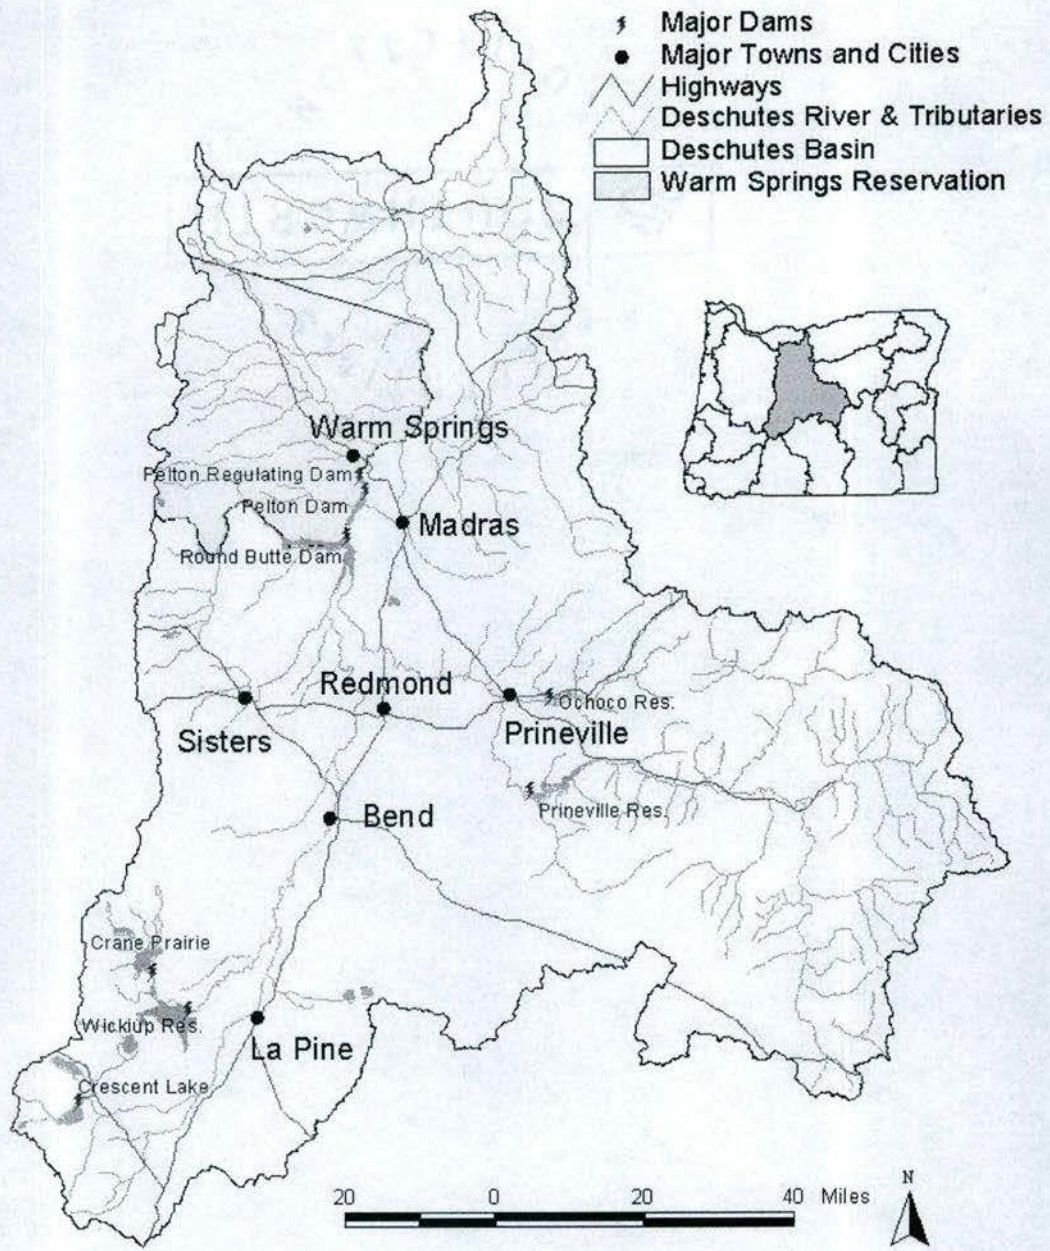 Major Dams
Major Towns and Cities
Highways
Deschutes River & Tributaries
Deschutes Basin
Warm Springs Reservation
Warm Springs
Pelton Regulating Dam
Pelton Dam
Madras
Round Butte Dam
Redmond
Ochoco Res.
Sisters
Prineville
Prineville Res.
Bend
Crane Prairie
Wickiup Res.
La Pine
Crescent Lake
N
20 0 20 40 Miles